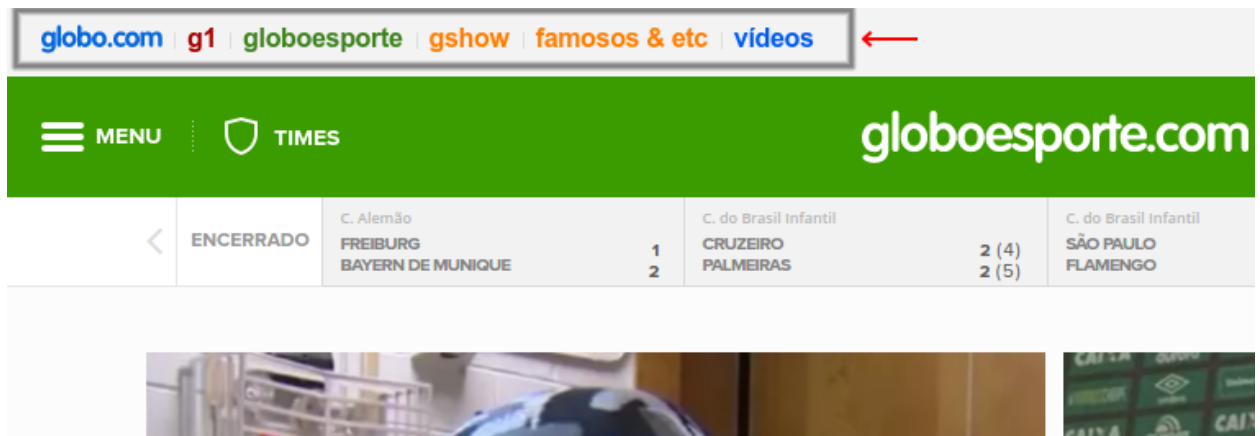 globo.com g1 globoesporte gshow famosos & etc vídeos
MENU TIMES globoesporte.com
ENCERRADO
C. Alemão
FREIBURG 1
BAYERN DE MUNIQUE 2
C. do Brasil Infantil
CRUZEIRO 2 (4)
PALMEIRAS 2 (5)
C. do Brasil Infantil
SÃO PAULO
FLAMENGO
CAIXA